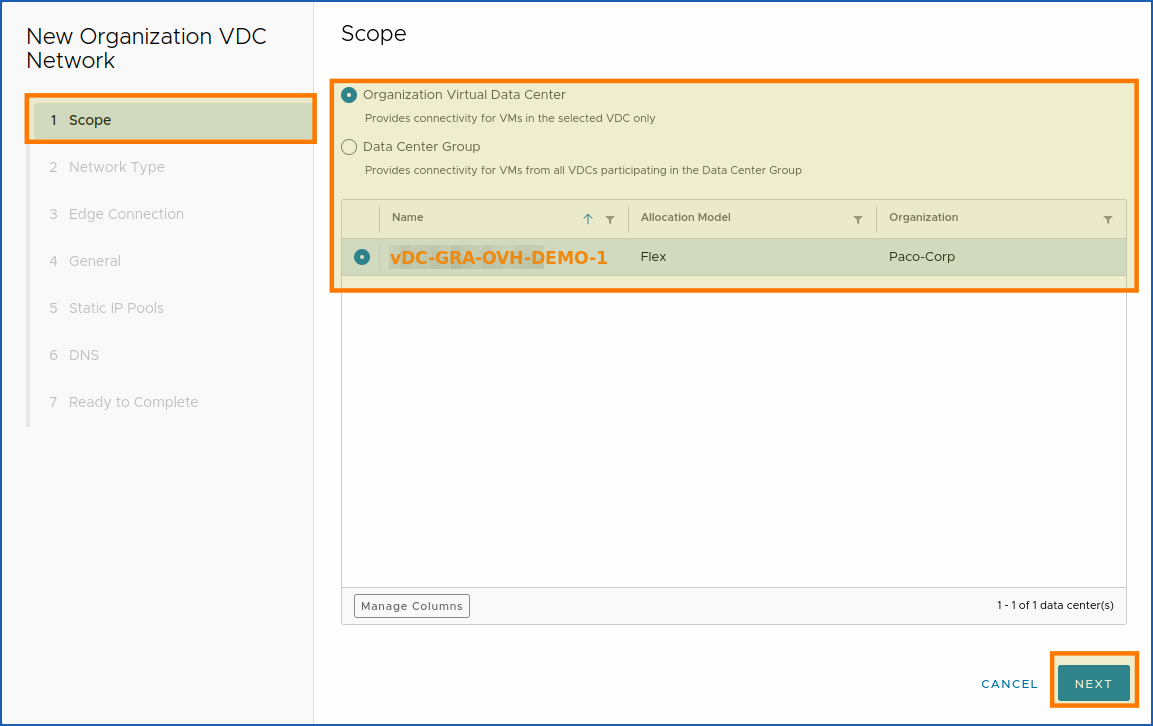 New Organization VDC
Network
1 Scope
2 Network Type
3 Edge Connection
4 General
5 Static IP Pools
6 DNS
7 Ready to Complete
Scope
Organization Virtual Data Center
Provides connectivity for VMs in the selected VDC only
Data Center Group
Provides connectivity for VMs from all VDCs participating in the Data Center Group
Name Allocation Model Organization
vDC-GRA-OVH-DEMO-1 Flex Paco-Corp
Manage Columns 1 - 1 of 1 data center(s)
CANCEL NEXT